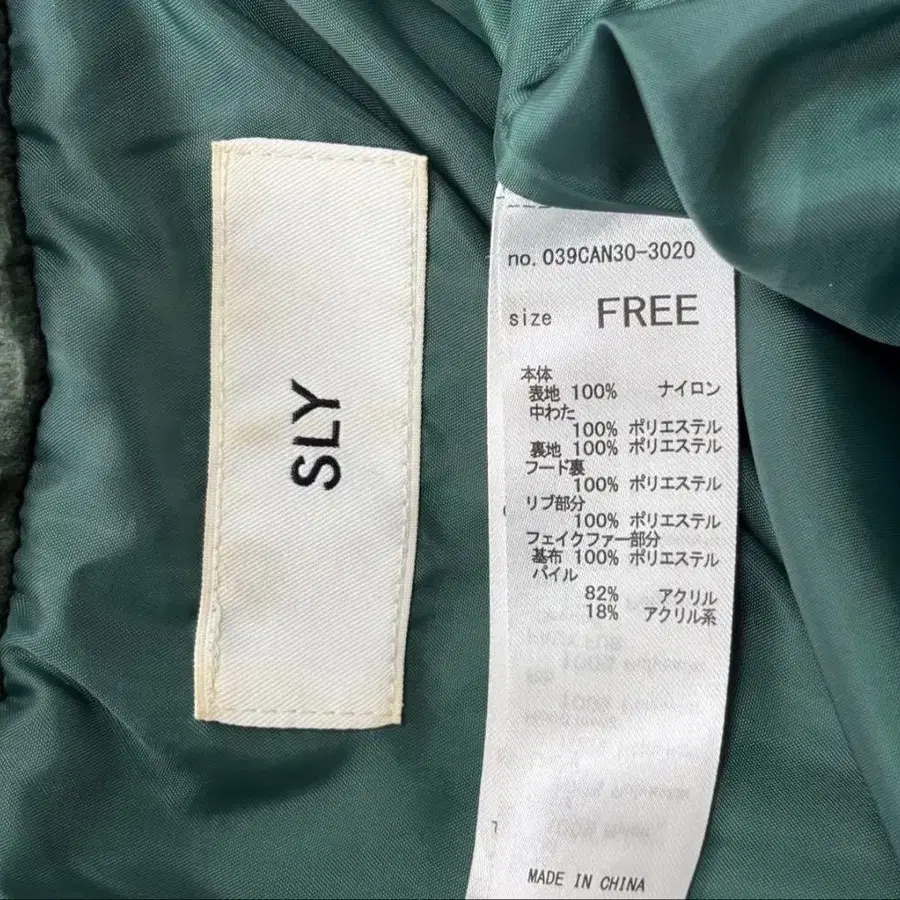 SLY
no. 039CAN30-3020
size FREE
本体
表地 100% ナイロン
中わた
100% ポリエステル
裏地 100% ポリエステル
フード裏
100% ポリエステル
リブ部分
100% ポリエステル
フェイクファー部分
基布 100% ポリエステル
パイル
82% アクリル
18% アクリル系
MADE IN CHINA